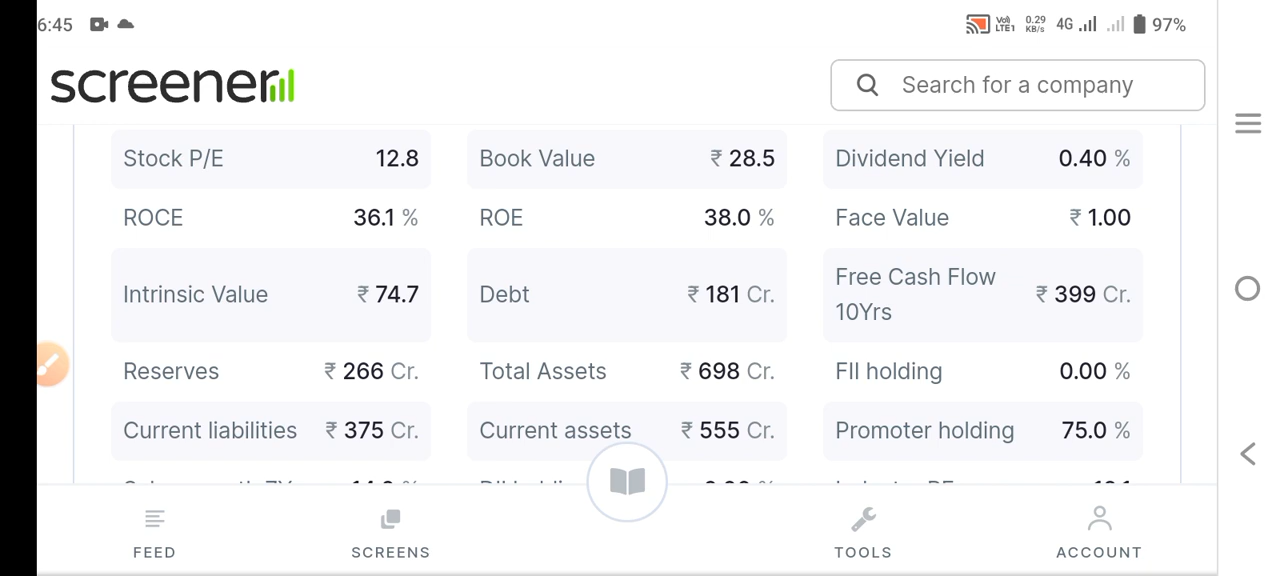 6:45 Vo) LTE1 0.29 KB/s 4G 97%
screener
Search for a company
Stock P/E 12.8 Book Value ₹ 28.5 Dividend Yield 0.40 %
ROCE 36.1 % ROE 38.0 % Face Value ₹ 1.00
Intrinsic Value ₹ 74.7 Debt ₹ 181 Cr. Free Cash Flow 10Yrs ₹ 399 Cr.
Reserves ₹ 266 Cr. Total Assets ₹ 698 Cr. FII holding 0.00 %
Current liabilities ₹ 375 Cr. Current assets ₹ 555 Cr. Promoter holding 75.0 %
FEED SCREENS TOOLS ACCOUNT